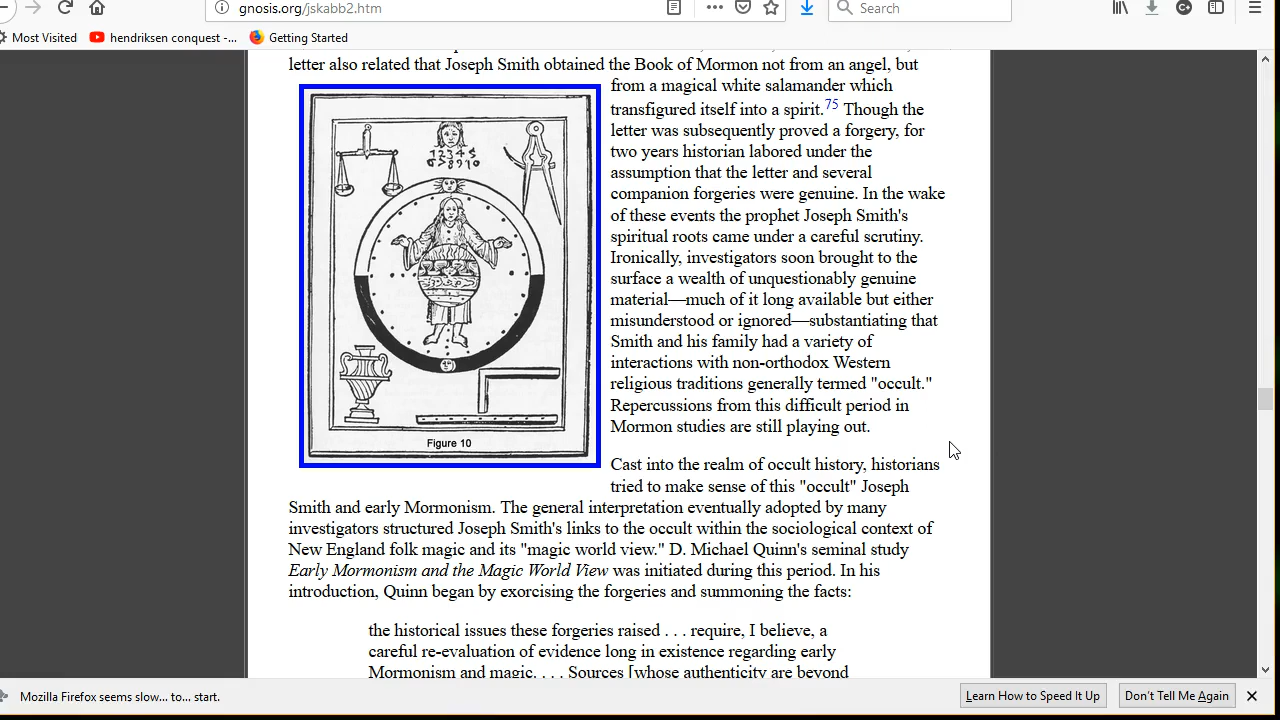 gnosis.org/jskabb2.htm
Search
Most Visited
hendriksen conquest -...
Getting Started
letter also related that Joseph Smith obtained the Book of Mormon not from an angel, but
from a magical white salamander which
transfigured itself into a spirit.75 Though the
letter was subsequently proved a forgery, for
two years historian labored under the
assumption that the letter and several
companion forgeries were genuine. In the wake
of these events the prophet Joseph Smith's
spiritual roots came under a careful scrutiny.
Ironically, investigators soon brought to the
surface a wealth of unquestionably genuine
material—much of it long available but either
misunderstood or ignored—substantiating that
Smith and his family had a variety of
interactions with non-orthodox Western
religious traditions generally termed "occult."
Repercussions from this difficult period in
Mormon studies are still playing out.
12345
678910
Figure 10
Cast into the realm of occult history, historians
tried to make sense of this "occult" Joseph
Smith and early Mormonism. The general interpretation eventually adopted by many
investigators structured Joseph Smith's links to the occult within the sociological context of
New England folk magic and its "magic world view." D. Michael Quinn's seminal study
Early Mormonism and the Magic World View was initiated during this period. In his
introduction, Quinn began by exorcising the forgeries and summoning the facts:
the historical issues these forgeries raised . . . require, I believe, a
careful re-evaluation of evidence long in existence regarding early
Mormonism and magic. . . . Sources [whose authenticity are beyond
Mozilla Firefox seems slow... to... start.
Learn How to Speed It Up
Don't Tell Me Again